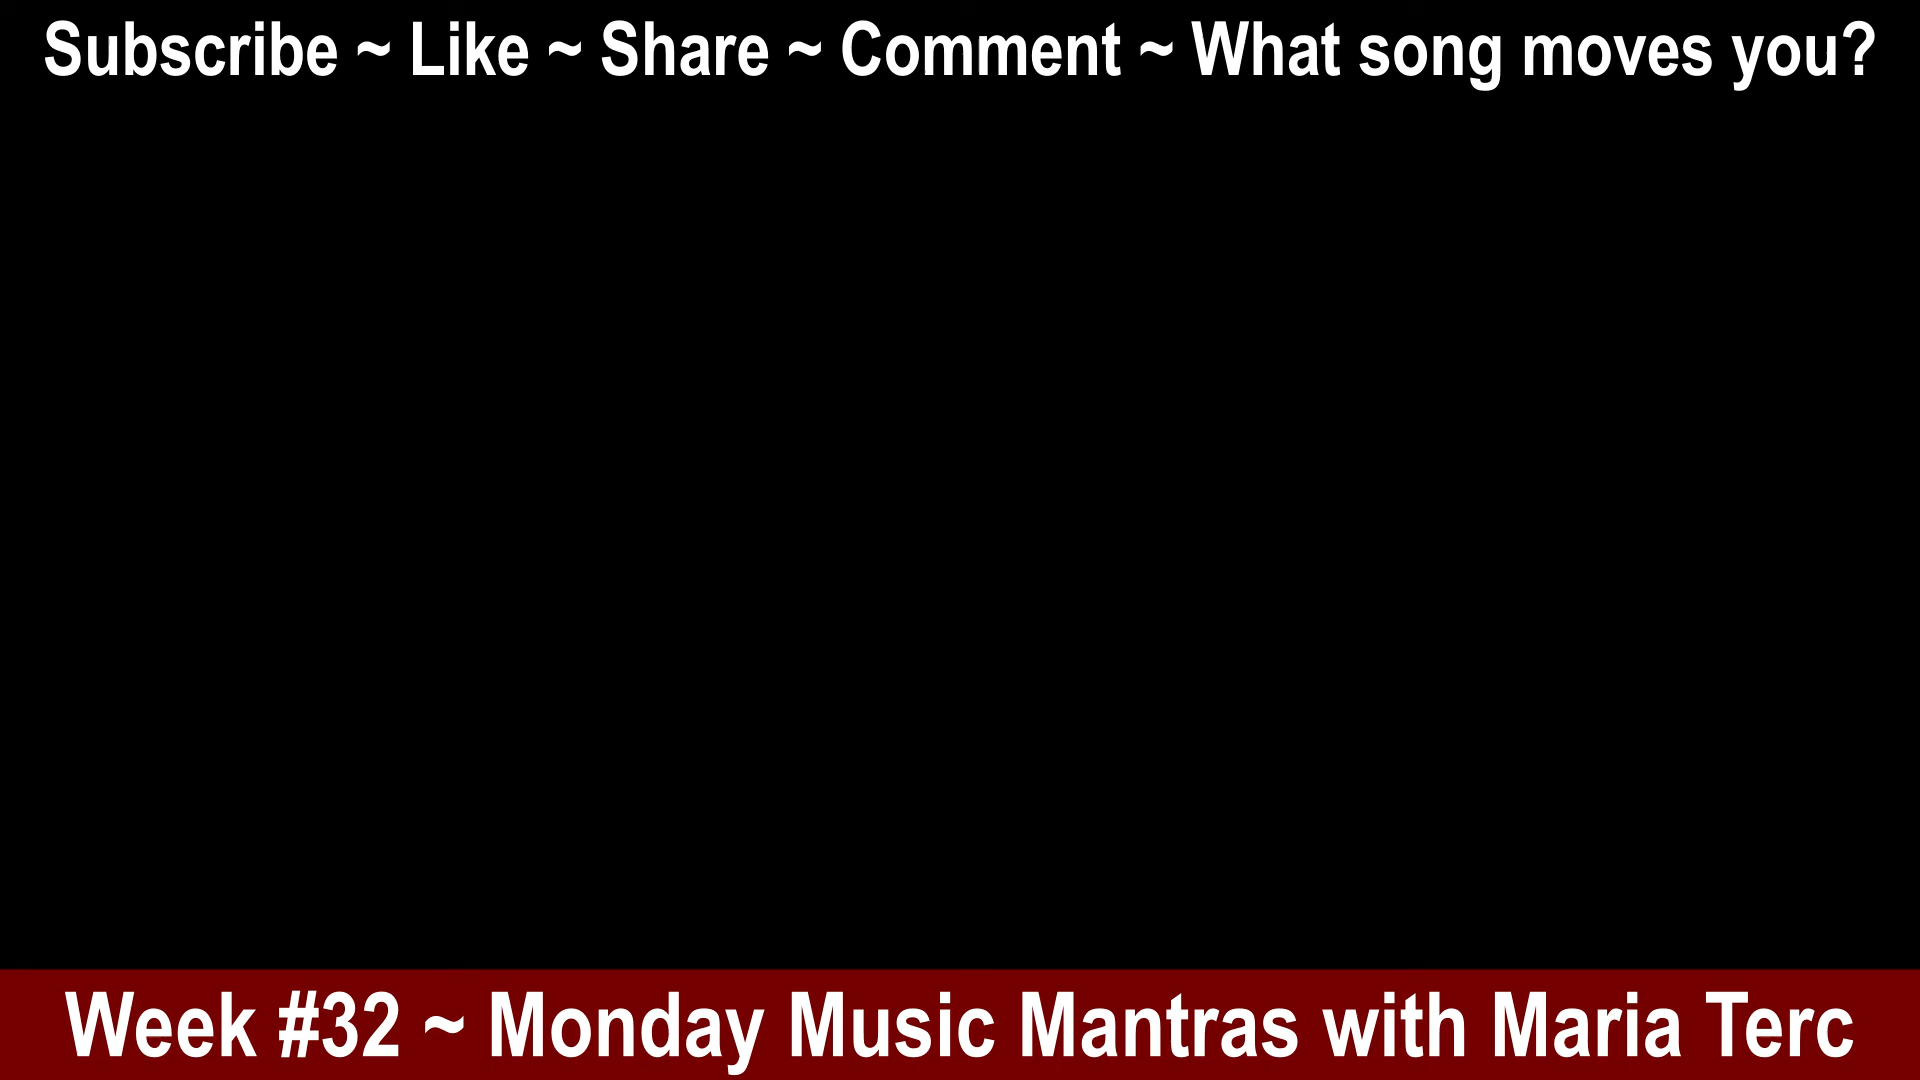 Subscribe ~ Like ~ Share ~ Comment ~ What song moves you?
Week #32 ~ Monday Music Mantras with Maria Terc